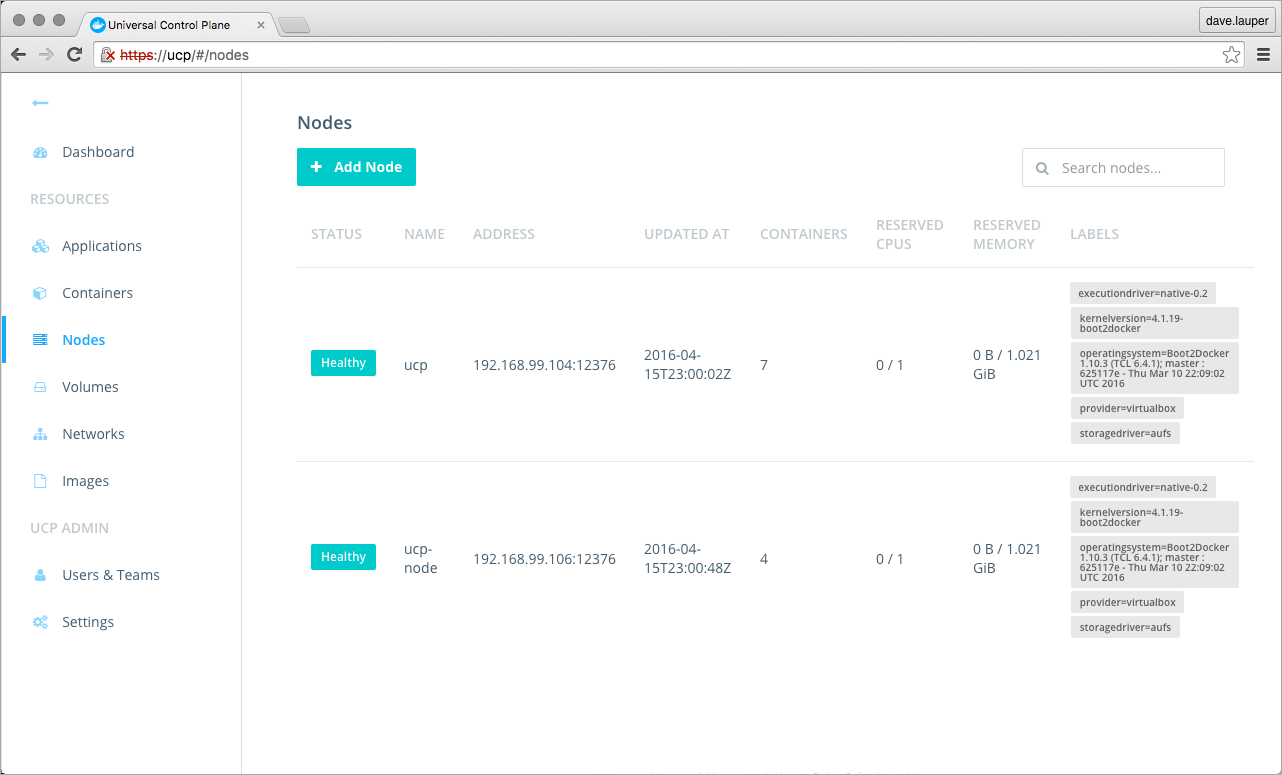 Universal Control Plane
dave.lauper
https://ucp/#/nodes
Dashboard
RESOURCES
Applications
Containers
Nodes
Volumes
Networks
Images
UCP ADMIN
Users & Teams
Settings
Nodes
+ Add Node
Search nodes...
STATUS NAME ADDRESS UPDATED AT CONTAINERS RESERVED CPUS RESERVED MEMORY LABELS
Healthy
ucp
192.168.99.104:12376
2016-04-
15T23:00:02Z
7
0 / 1
0 B / 1.021
GiB
executiondriver=native-0.2
kernelversion=4.1.19-
boot2docker
operatingsystem=Boot2Docker
1.10.3 (TCL 6.4.1); master :
625117e - Thu Mar 10 22:09:02
UTC 2016
provider=virtualbox
storagedriver=aufs
Healthy
ucp-
node
192.168.99.106:12376
2016-04-
15T23:00:48Z
4
0 / 1
0 B / 1.021
GiB
executiondriver=native-0.2
kernelversion=4.1.19-
boot2docker
operatingsystem=Boot2Docker
1.10.3 (TCL 6.4.1); master :
625117e - Thu Mar 10 22:09:02
UTC 2016
provider=virtualbox
storagedriver=aufs